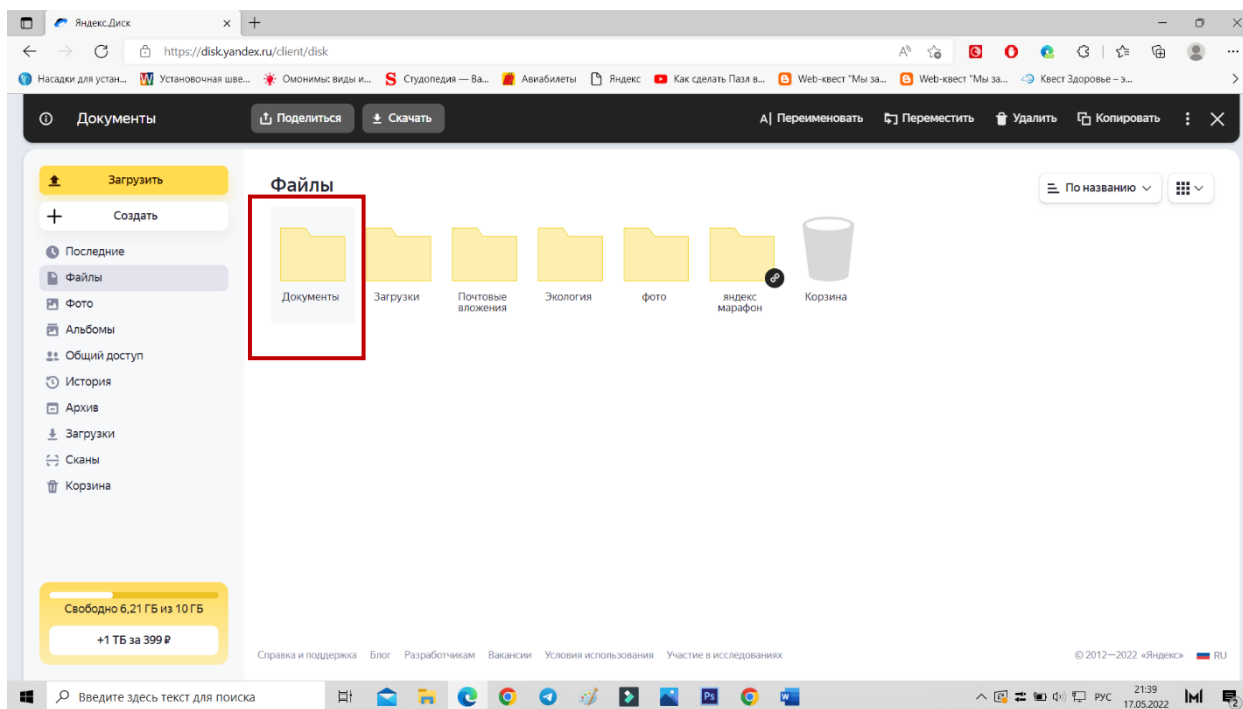 Яндекс.Диск
https://disk.yandex.ru/client/disk
Насадки для устан... Установочная шве... Омонимы: виды и... Студопедия — Ва... Авиабилеты Яндекс Как сделать Пазл в... Web-квест "Мы за... Web-квест "Мы за... Квест Здоровье – э...
Документы Поделиться Скачать Переименовать Переместить Удалить Копировать
Загрузить
Создать
Последние
Файлы
Фото
Альбомы
Общий доступ
История
Архив
Загрузки
Сканы
Корзина
Свободно 6,21 ГБ из 10 ГБ
+1 ТБ за 399 ₽
Файлы
По названию
Документы Загрузки Почтовые вложения Экология фото яндекс марафон Корзина
Справка и поддержка Блог Разработчикам Вакансии Условия использования Участие в исследованиях
© 2012—2022 «Яндекс» RU
Введите здесь текст для поиска
Ps
РУС
21:39
17.05.2022
2